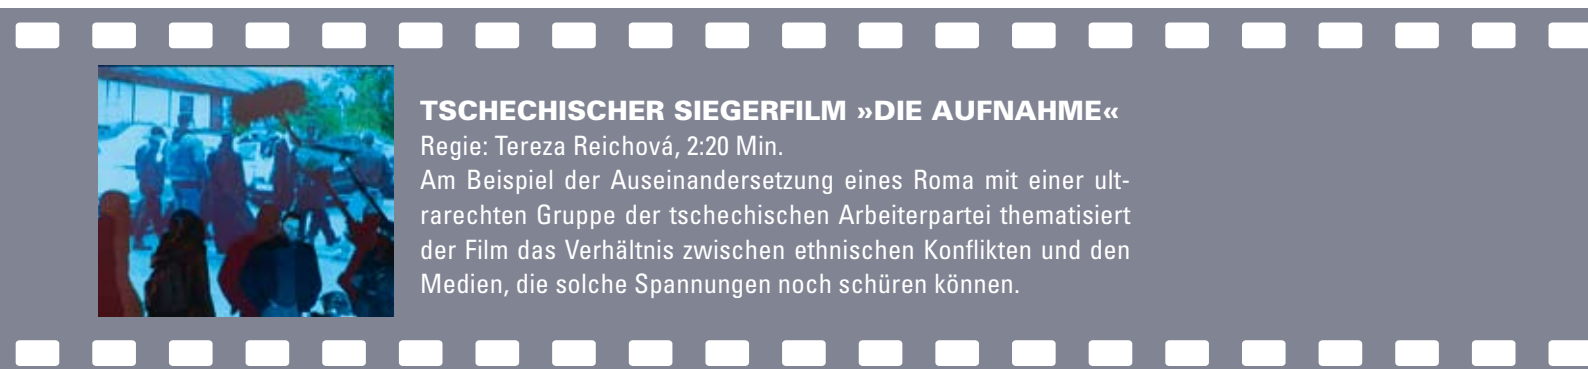 TSCHECHISCHER SIEGERFILM »DIE AUFNAHME«
Regie: Tereza Reichová, 2:20 Min.
Am Beispiel der Auseinandersetzung eines Roma mit einer ult-
rarechten Gruppe der tschechischen Arbeiterpartei thematisiert
der Film das Verhältnis zwischen ethnischen Konflikten und den
Medien, die solche Spannungen noch schüren können.